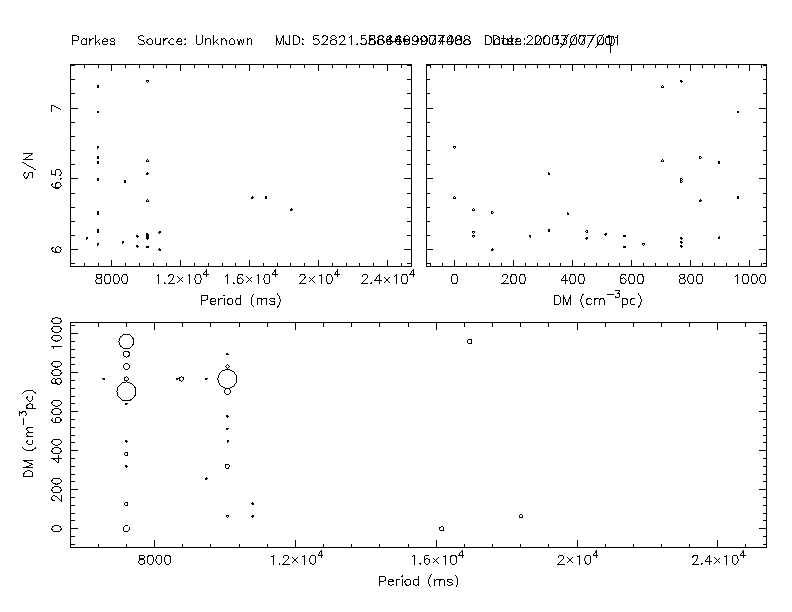 Parkes Source: Unknown MJD: 52821.
7
6.5
6
S/N
8000 1.2×10⁴ 1.6×10⁴ 2×10⁴ 2.4×10⁴
Period (ms)
0 200 400 600 800 1000
DM (cm⁻³pc)
1000
800
600
400
200
0
DM (cm⁻³pc)
8000 1.2×10⁴ 1.6×10⁴ 2×10⁴ 2.4×10⁴
Period (ms)